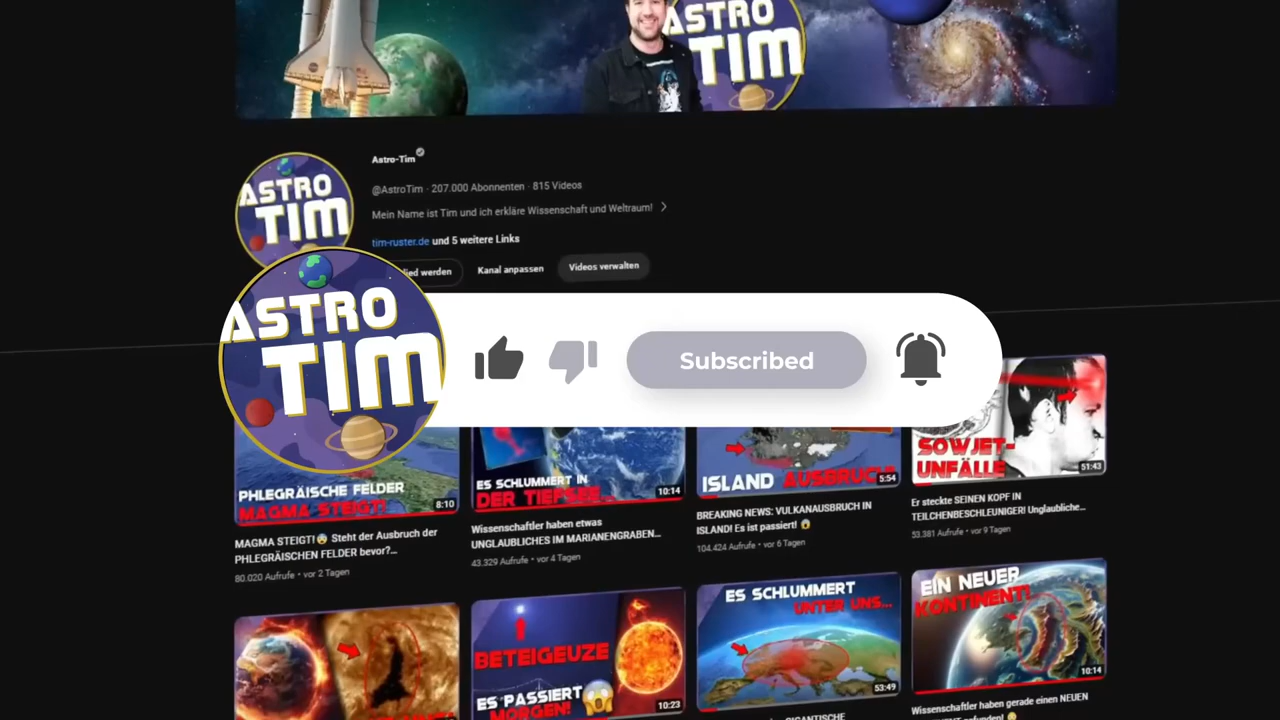 ASTRO
TIM
Astro-Tim
@AstroTim · 207.000 Abonnenten · 815 Videos
Mein Name ist Tim und ich erkläre Wissenschaft und Weltraum!
tim-ruster.de und 5 weitere Links
werden
Kanal anpassen
Videos verwalten
ASTRO
TIM
ASTRO
TIM
Subscribed
PHLEGRÄISCHE FELDER
MAGMA STEIGT!
8:10
MAGMA STEIGT!😨 Steht der Ausbruch der
PHLEGRÄISCHEN FELDER bevor?...
80.020 Aufrufe • vor 2 Tagen
ES SCHLUMMERT IN
DER TIEFSEE...
10:14
Wissenschaftler haben etwas
UNGLAUBLICHES IM MARIANENGRABEN...
43.329 Aufrufe • vor 4 Tagen
ISLAND AUSBRUCH
5:54
BREAKING NEWS: VULKANAUSBRUCH IN
ISLAND! Es ist passiert! 😱
104.424 Aufrufe • vor 6 Tagen
SOWJET-
UNFÄLLE
51:43
Er steckte SEINEN KOPF IN
TEILCHENBESCHLEUNIGER! Unglaubliche...
53.381 Aufrufe • vor 9 Tagen
BETEIGEUZE
ES PASSIERT
MORGEN!
10:23
ES SCHLUMMERT
UNTER UNS...
53:49
GIGANTISCHE
EIN NEUER
KONTINENT!
10:14
Wissenschaftler haben gerade einen NEUEN